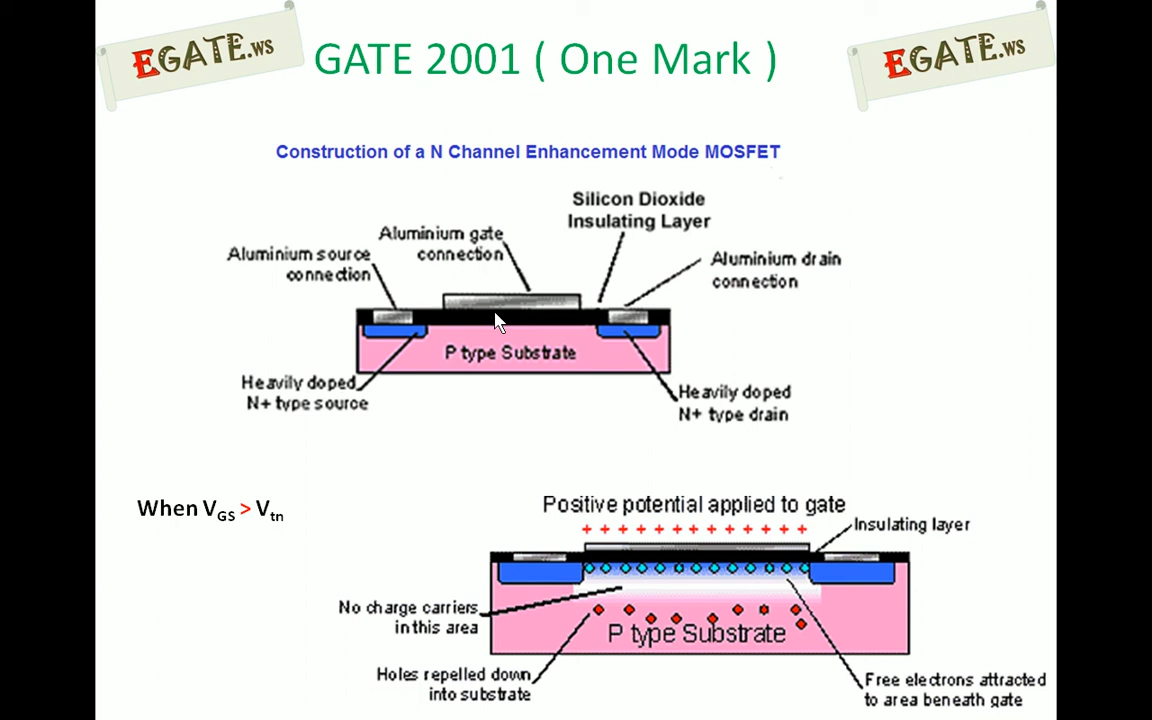 EGATE.ws
GATE 2001 ( One Mark )
EGATE.ws
Construction of a N Channel Enhancement Mode MOSFET
Silicon Dioxide
Insulating Layer
Aluminium gate
connection
Aluminium source
connection
Aluminium drain
connection
P type Substrate
Heavily doped
N+ type source
Heavily doped
N+ type drain
When VGS > Vtn
Positive potential applied to gate
+ + + + + + + + + + + + +
Insulating layer
No charge carriers
in this area
P type Substrate
Holes repelled down
into substrate
Free electrons attracted
to area beneath gate